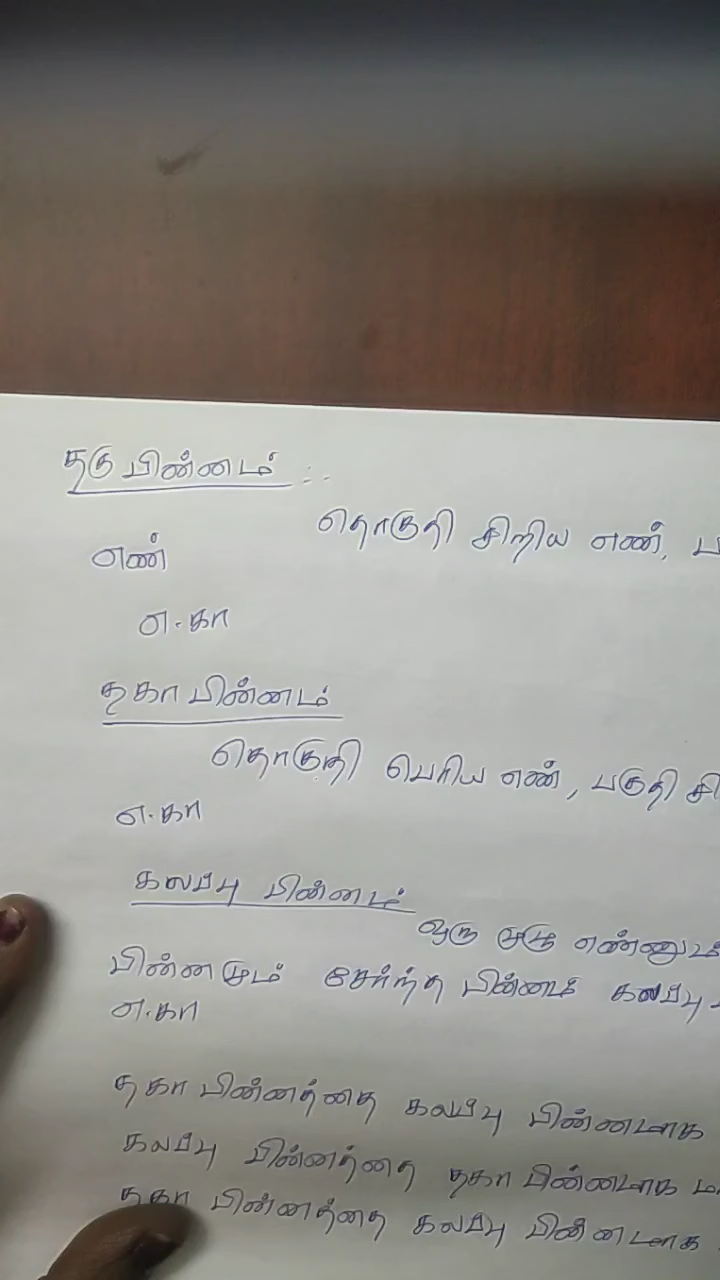 தகு பின்னம் :-
தொகுதி சிறிய எண், ப
எண்
எ.கா
தகா பின்னம்
தொகுதி பெரிய எண், பகுதி சி
எ.கா
கலப்பு பின்னம்
ஒரு முழு எண்ணும்
பின்னமும் சேர்ந்த பின்னம் கலப்பு
எ.கா
தகா பின்னத்தை கலப்பு பின்னமாக
கலப்பு பின்னத்தை தகா பின்னமாக மா
தகா பின்னத்தை கலப்பு பின்னமாக